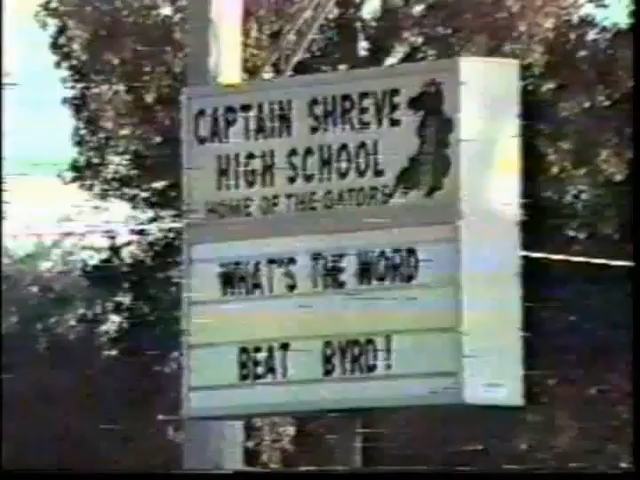 CAPTAIN SHREVE
HIGH SCHOOL
HOME OF THE GATORS
WHAT'S THE WORD
BEAT BYRD!